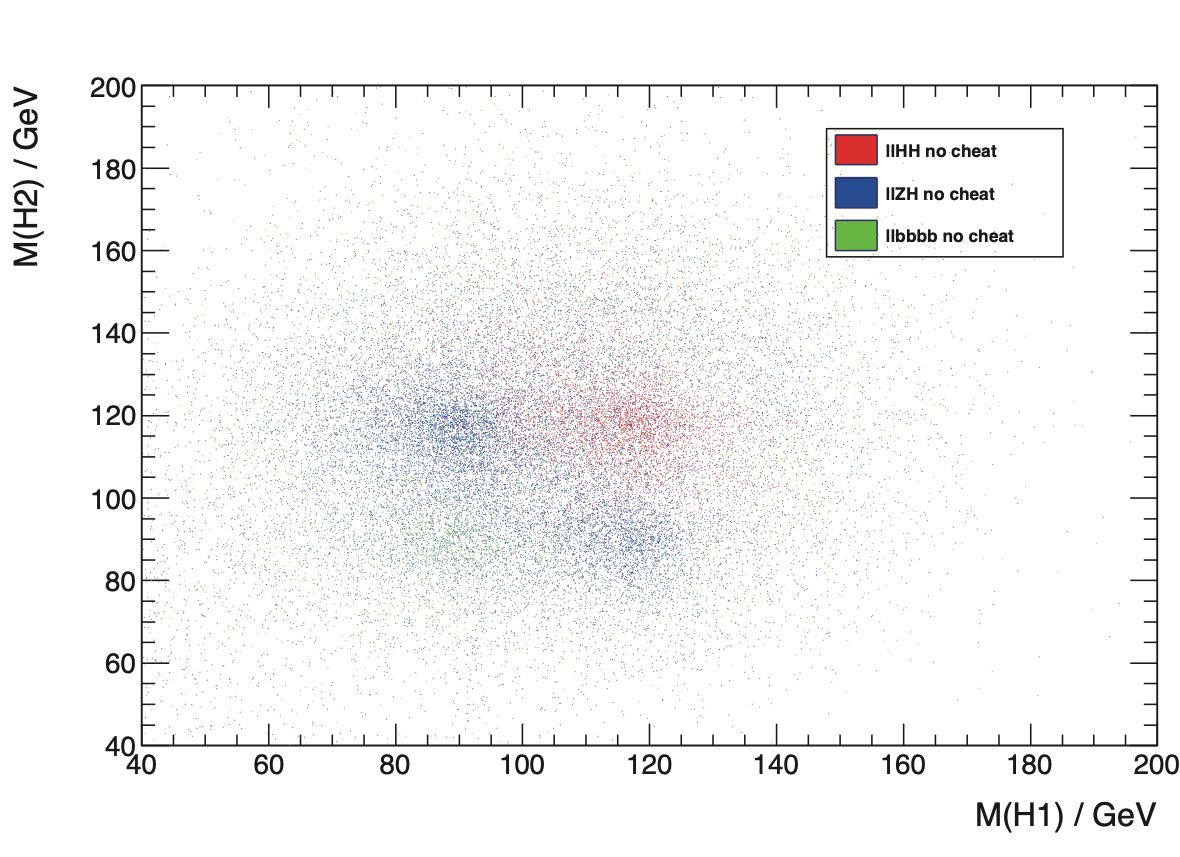 M(H2) / GeV
200
180
160
140
120
100
80
60
40
llHH no cheat
llZH no cheat
llbbbb no cheat
40 60 80 100 120 140 160 180 200
M(H1) / GeV